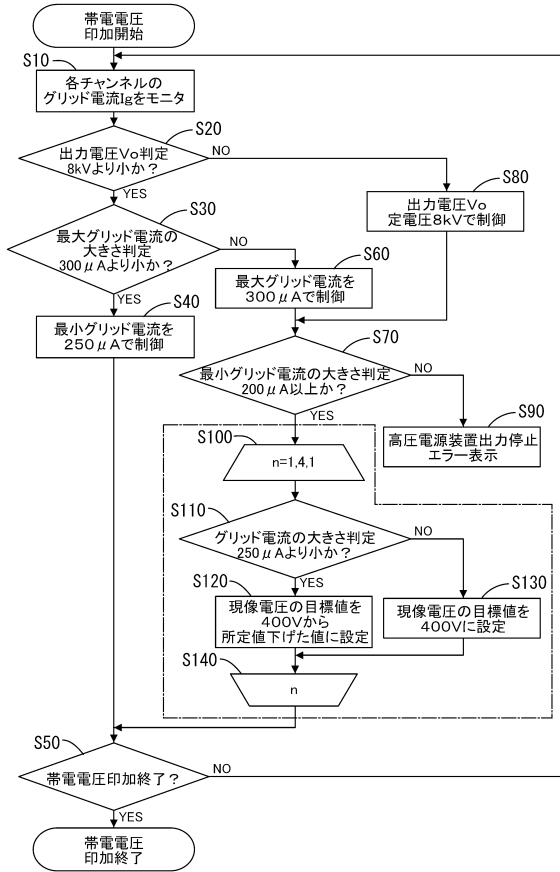 帯電電圧
印加開始
S10
各チャンネルの
グリッド電流Igをモニタ
S20
出力電圧Vo判定
8kVより小か？
NO
YES
S80
出力電圧Vo
定電圧8kVで制御
S30
最大グリッド電流の
大きさ判定
300μAより小か？
NO
YES
S60
最大グリッド電流を
300μAで制御
S40
最小グリッド電流を
250μAで制御
S70
最小グリッド電流の大きさ判定
200μA以上か？
NO
YES
S90
高圧電源装置出力停止
エラー表示
S100
n=1,4,1
S110
グリッド電流の大きさ判定
250μAより小か？
NO
YES
S120
現像電圧の目標値を
400Vから
所定値下げた値に設定
S130
現像電圧の目標値を
400Vに設定
S140
n
S50
帯電電圧印加終了？
NO
YES
帯電電圧
印加終了